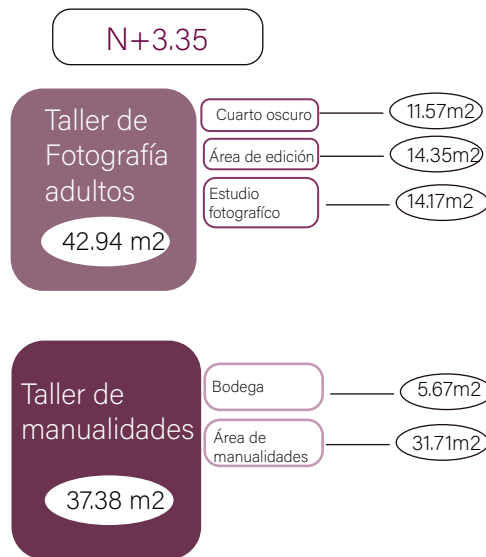 N+3.35
Taller de
Fotografía
adultos
42.94 m2
Cuarto oscuro
11.57m2
Área de edición
14.35m2
Estudio
fotografíco
14.17m2
Taller de
manualidades
37.38 m2
Bodega
5.67m2
Área de
manualidades
31.71m2